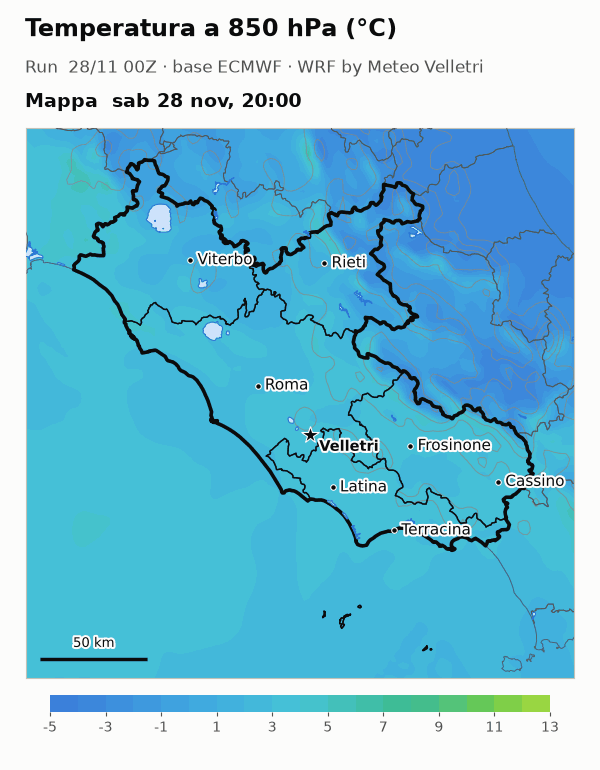 Temperatura a 850 hPa (°C)
Run  28/11 00Z · base ECMWF · WRF by Meteo Velletri
Mappa  sab 28 nov, 20:00
Viterbo
Rieti
Roma
Velletri
Frosinone
Latina
Cassino
Terracina
50 km
-5 -3 -1 1 3 5 7 9 11 13